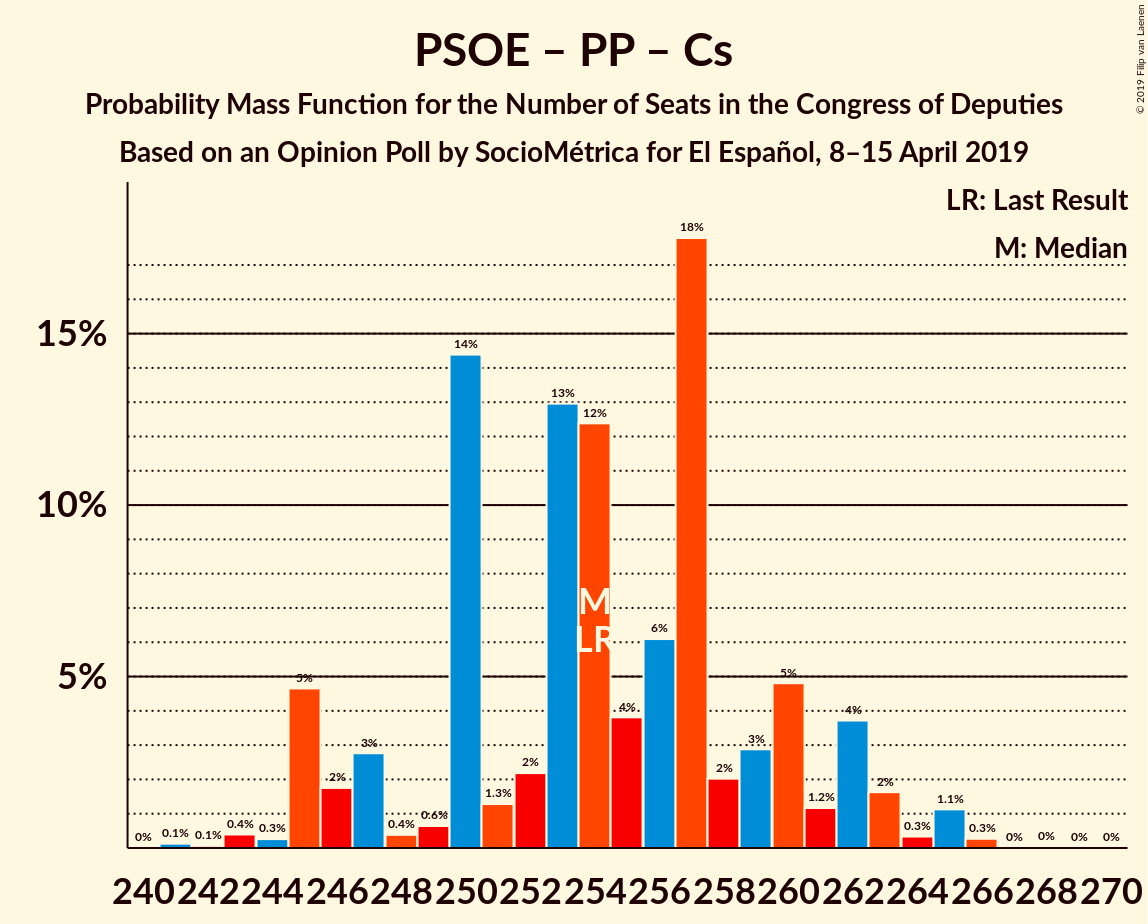 PSOE – PP – Cs
Probability Mass Function for the Number of Seats in the Congress of Deputies
Based on an Opinion Poll by SocioMétrica for El Español, 8–15 April 2019
© 2019 Filip van Laenen
LR: Last Result
M: Median
15%
10%
5%
0% 0.1% 0.1% 0.4% 0.3% 5% 2% 3% 0.4% 0.6% 14% 1.3% 2% 13% 12% 4% 6% 18% 2% 3% 5% 1.2% 4% 2% 0.3% 1.1% 0.3% 0% 0% 0% 0%
M
LR
240 242 244 246 248 250 252 254 256 258 260 262 264 266 268 270